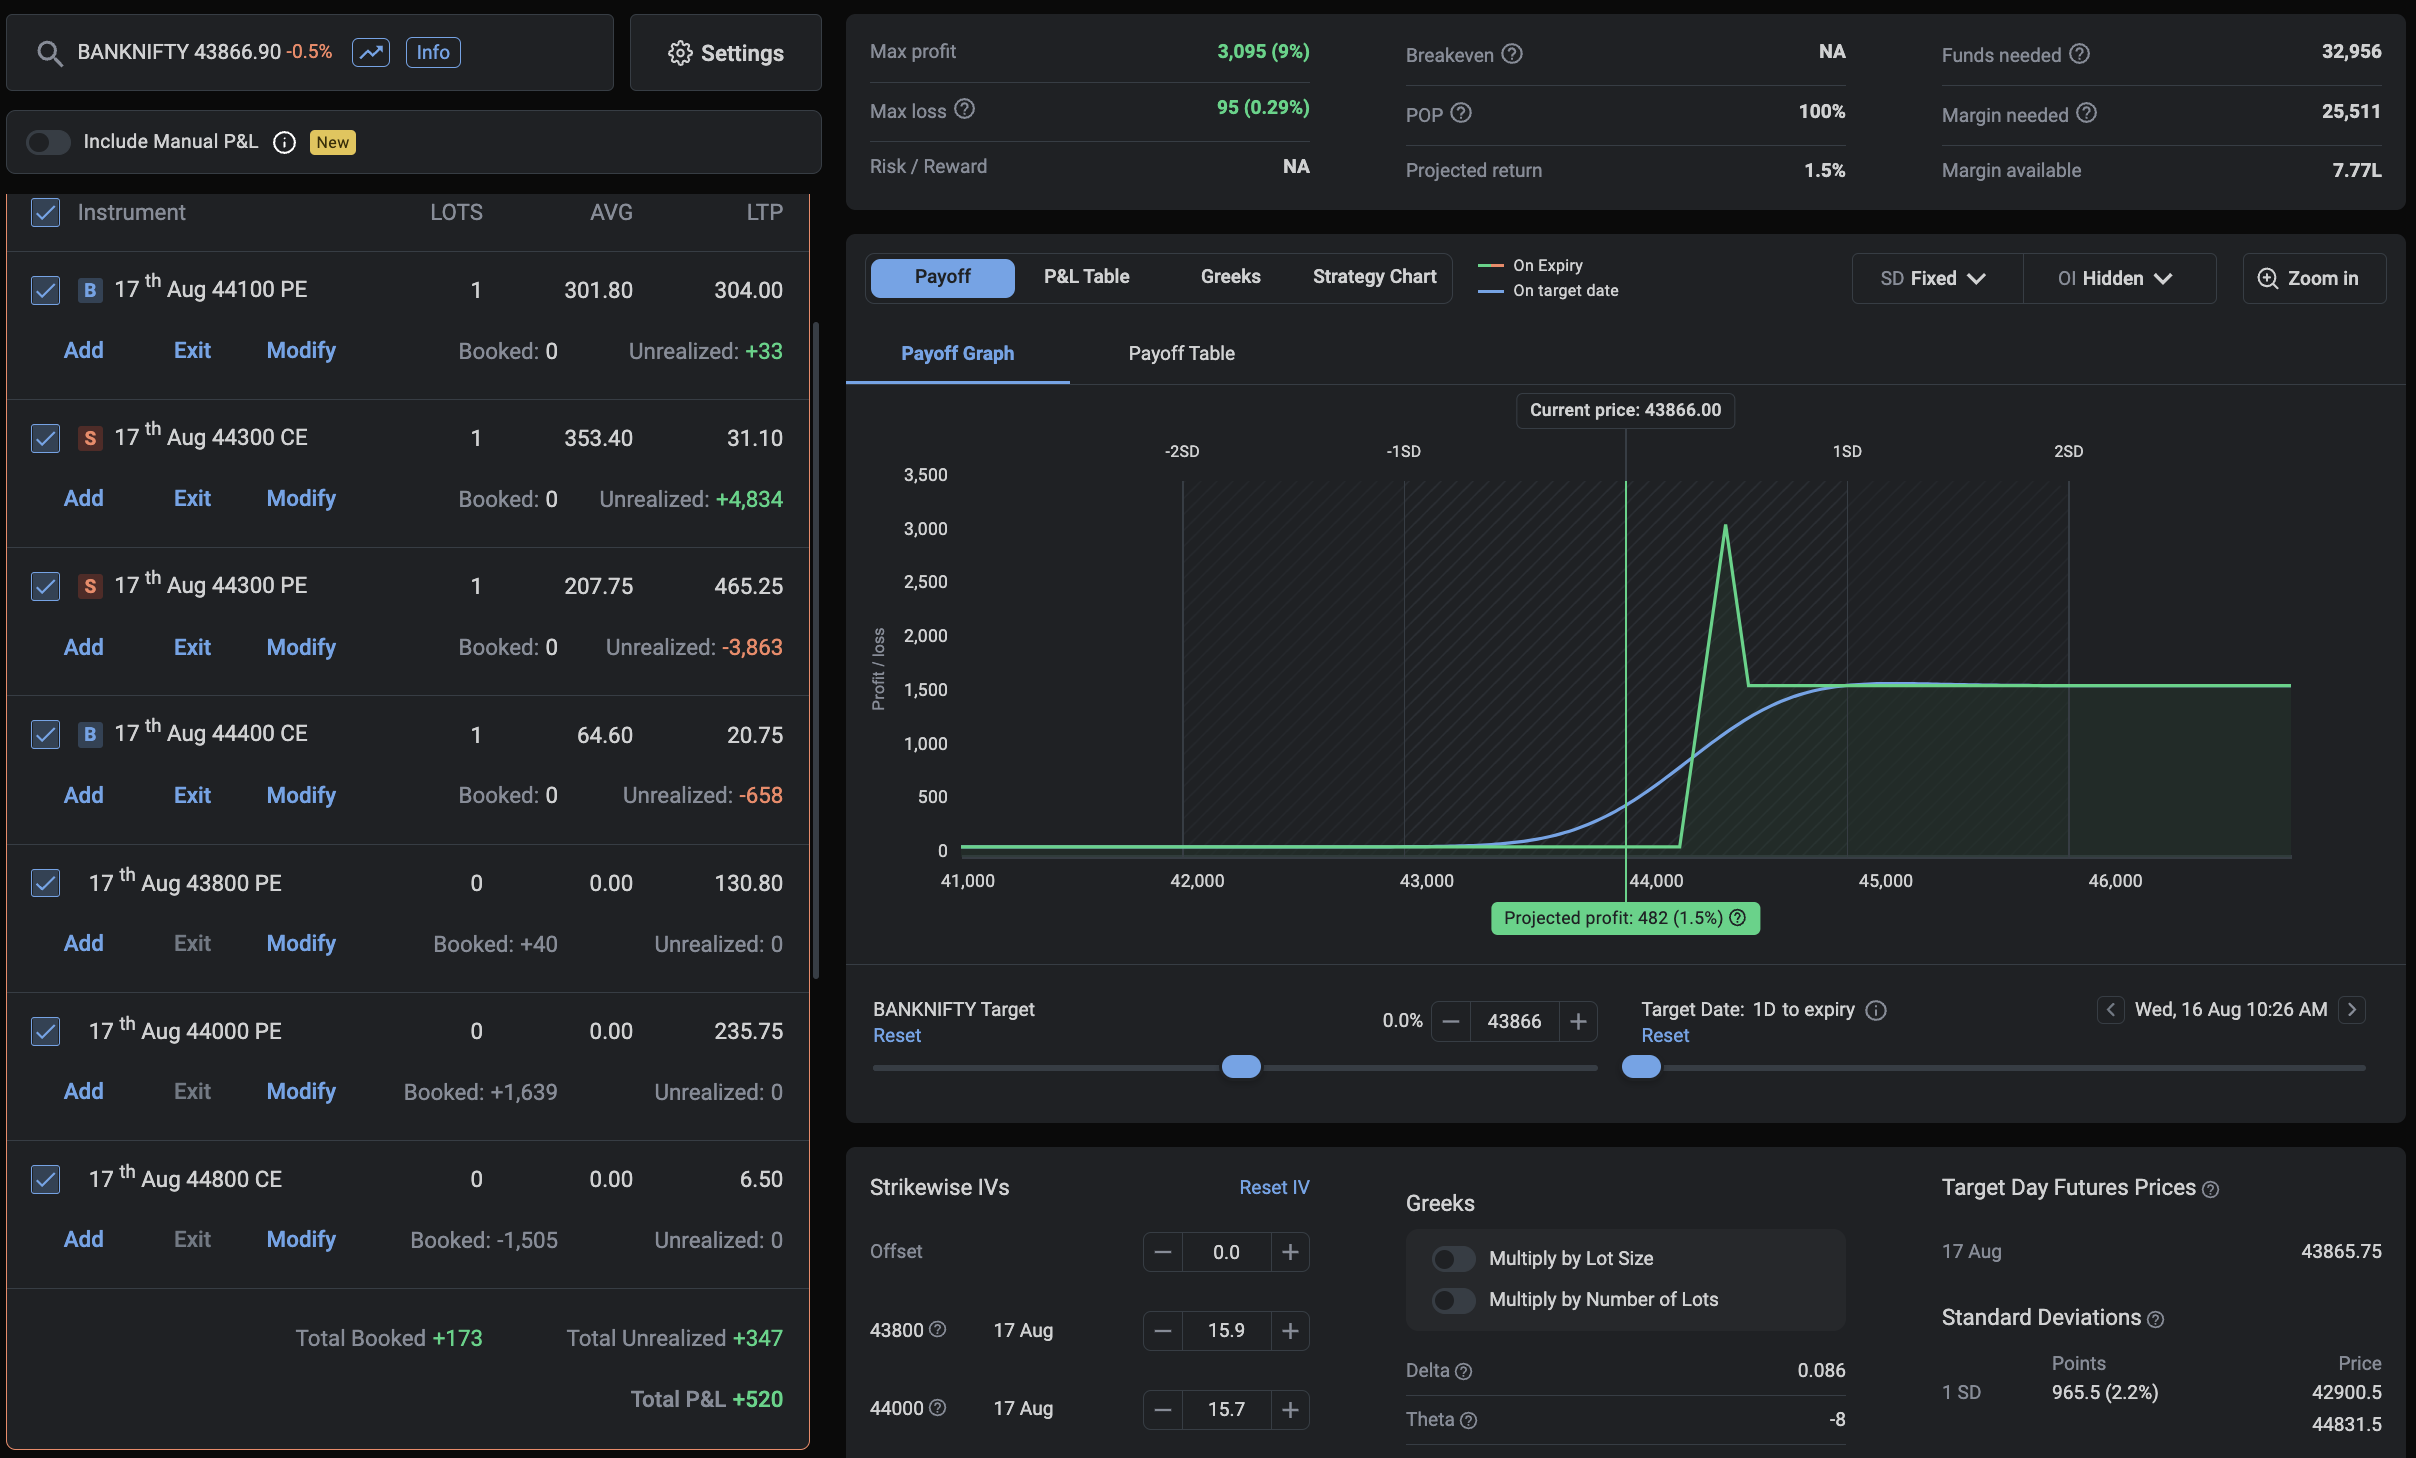 BANKNIFTY 43866.90 -0.5% Info
Settings
Include Manual P&L New
Instrument LOTS AVG LTP
B 17 th Aug 44100 PE 1 301.80 304.00
Add Exit Modify Booked: 0 Unrealized: +33
S 17 th Aug 44300 CE 1 353.40 31.10
Add Exit Modify Booked: 0 Unrealized: +4,834
S 17 th Aug 44300 PE 1 207.75 465.25
Add Exit Modify Booked: 0 Unrealized: -3,863
B 17 th Aug 44400 CE 1 64.60 20.75
Add Exit Modify Booked: 0 Unrealized: -658
17 th Aug 43800 PE 0 0.00 130.80
Add Exit Modify Booked: +40 Unrealized: 0
17 th Aug 44000 PE 0 0.00 235.75
Add Exit Modify Booked: +1,639 Unrealized: 0
17 th Aug 44800 CE 0 0.00 6.50
Add Exit Modify Booked: -1,505 Unrealized: 0
Total Booked +173 Total Unrealized +347
Total P&L +520
Max profit 3,095 (9%)
Max loss ? 95 (0.29%)
Risk / Reward NA
Breakeven ? NA
POP ? 100%
Projected return 1.5%
Funds needed ? 32,956
Margin needed ? 25,511
Margin available 7.77L
Payoff P&L Table Greeks Strategy Chart
On Expiry
On target date
SD Fixed OI Hidden Zoom in
Payoff Graph Payoff Table
Current price: 43866.00
-2SD -1SD 1SD 2SD
3,500
3,000
2,500
2,000
1,500
1,000
500
0
Profit / loss
41,000 42,000 43,000 44,000 45,000 46,000
Projected profit: 482 (1.5%) ?
BANKNIFTY Target
Reset
0.0% − 43866 +
Target Date: 1D to expiry
Reset
< Wed, 16 Aug 10:26 AM >
Strikewise IVs Reset IV
Offset − 0.0 +
43800 ? 17 Aug − 15.9 +
44000 ? 17 Aug − 15.7 +
Greeks
Multiply by Lot Size
Multiply by Number of Lots
Delta ? 0.086
Theta ? -8
Target Day Futures Prices ?
17 Aug 43865.75
Standard Deviations ?
Points Price
1 SD 965.5 (2.2%) 42900.5
44831.5